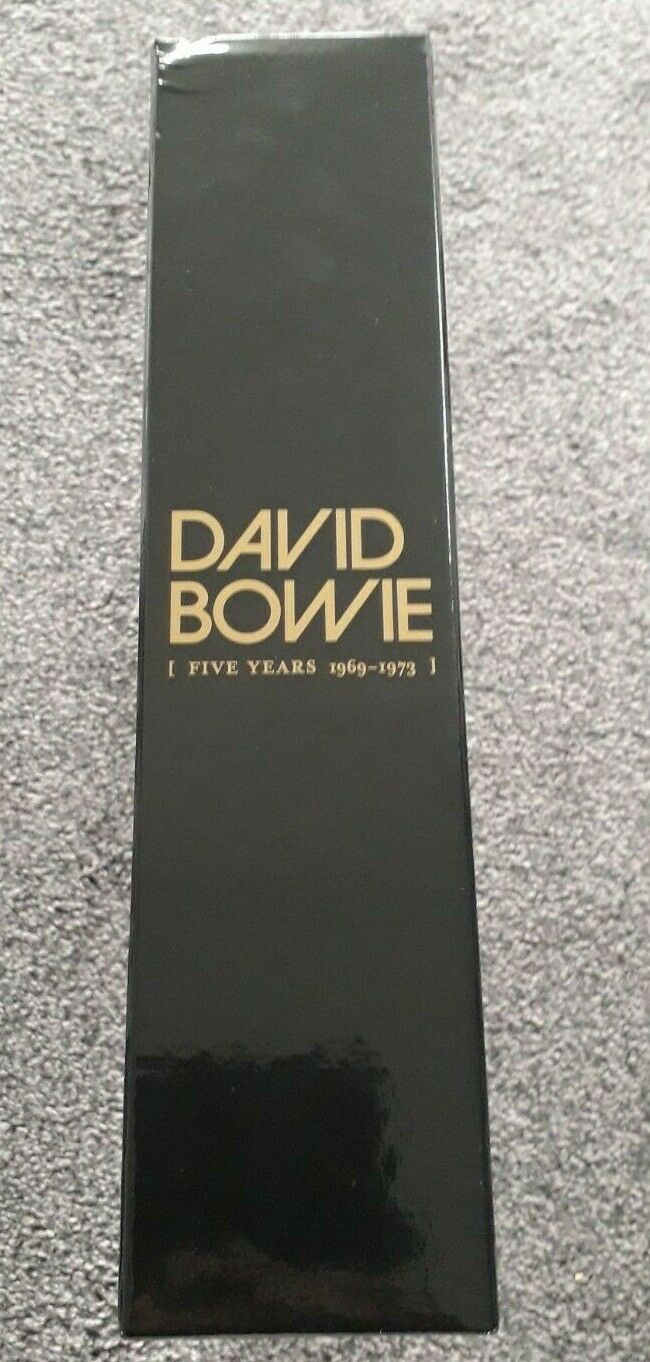 DAVID
BOWIE
[ FIVE YEARS 1969–1973 ]